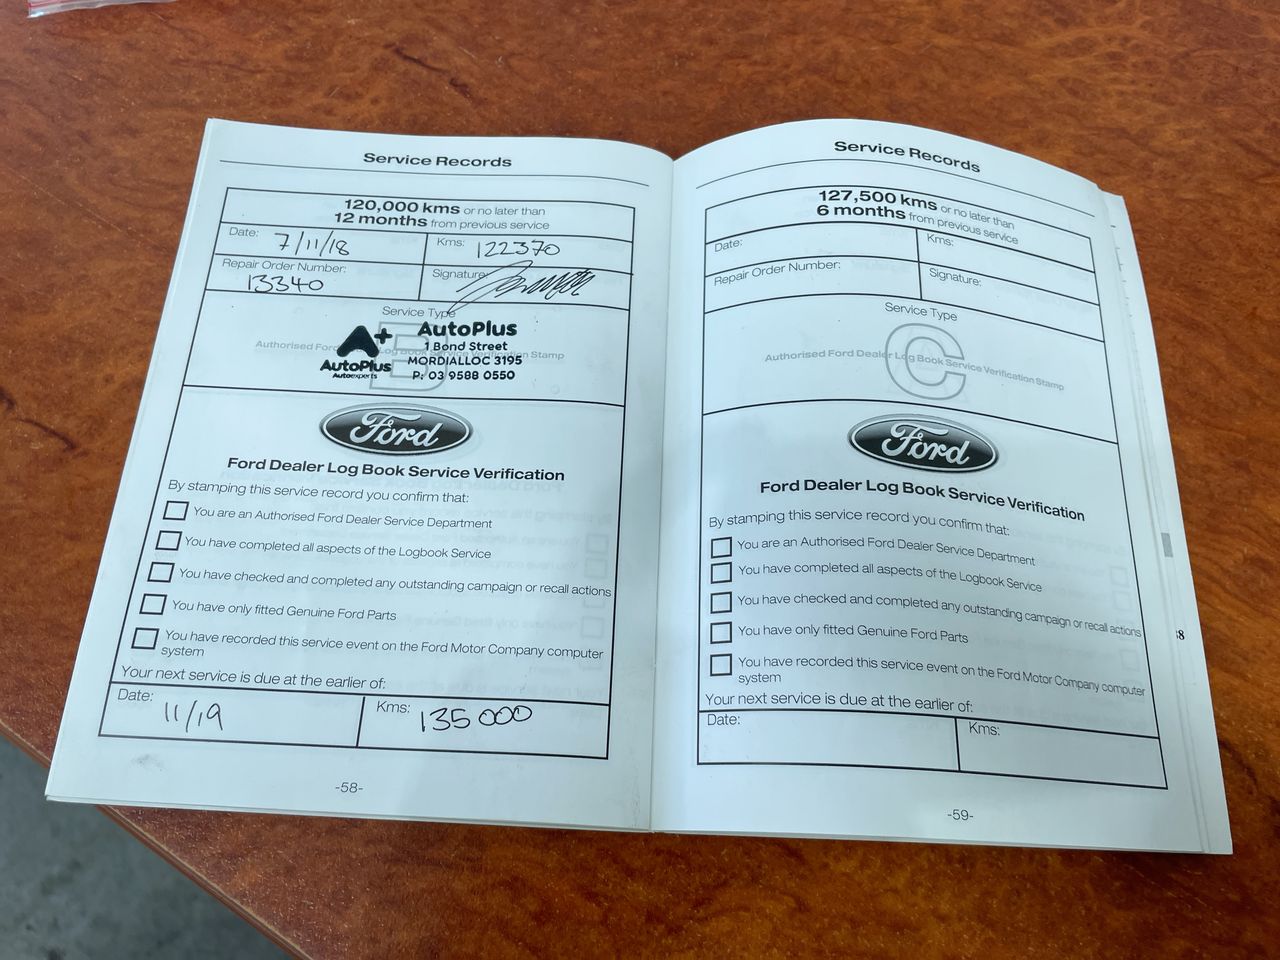 Service Records
120,000 kms or no later than
12 months from previous service
Date: 7/11/18
Kms: 122370
Repair Order Number:
13340
Signature:
Service Type
B
Authorised Ford Dealer Log Book Service Verification Stamp
A+
AutoPlus
Autoexperts
AutoPlus
1 Bond Street
MORDIALLOC 3195
P: 03 9588 0550
Ford
Ford Dealer Log Book Service Verification
By stamping this service record you confirm that:
You are an Authorised Ford Dealer Service Department
You have completed all aspects of the Logbook Service
You have checked and completed any outstanding campaign or recall actions
You have only fitted Genuine Ford Parts
You have recorded this service event on the Ford Motor Company computer
system
Your next service is due at the earlier of:
Date: 11/19
Kms: 135000
-58-
Service Records
127,500 kms or no later than
6 months from previous service
Date:
Kms:
Repair Order Number:
Signature:
Service Type
C
Authorised Ford Dealer Log Book Service Verification Stamp
Ford
Ford Dealer Log Book Service Verification
By stamping this service record you confirm that:
You are an Authorised Ford Dealer Service Department
You have completed all aspects of the Logbook Service
You have checked and completed any outstanding campaign or recall actions
You have only fitted Genuine Ford Parts
You have recorded this service event on the Ford Motor Company computer
system
Your next service is due at the earlier of:
Date:
Kms:
-59-